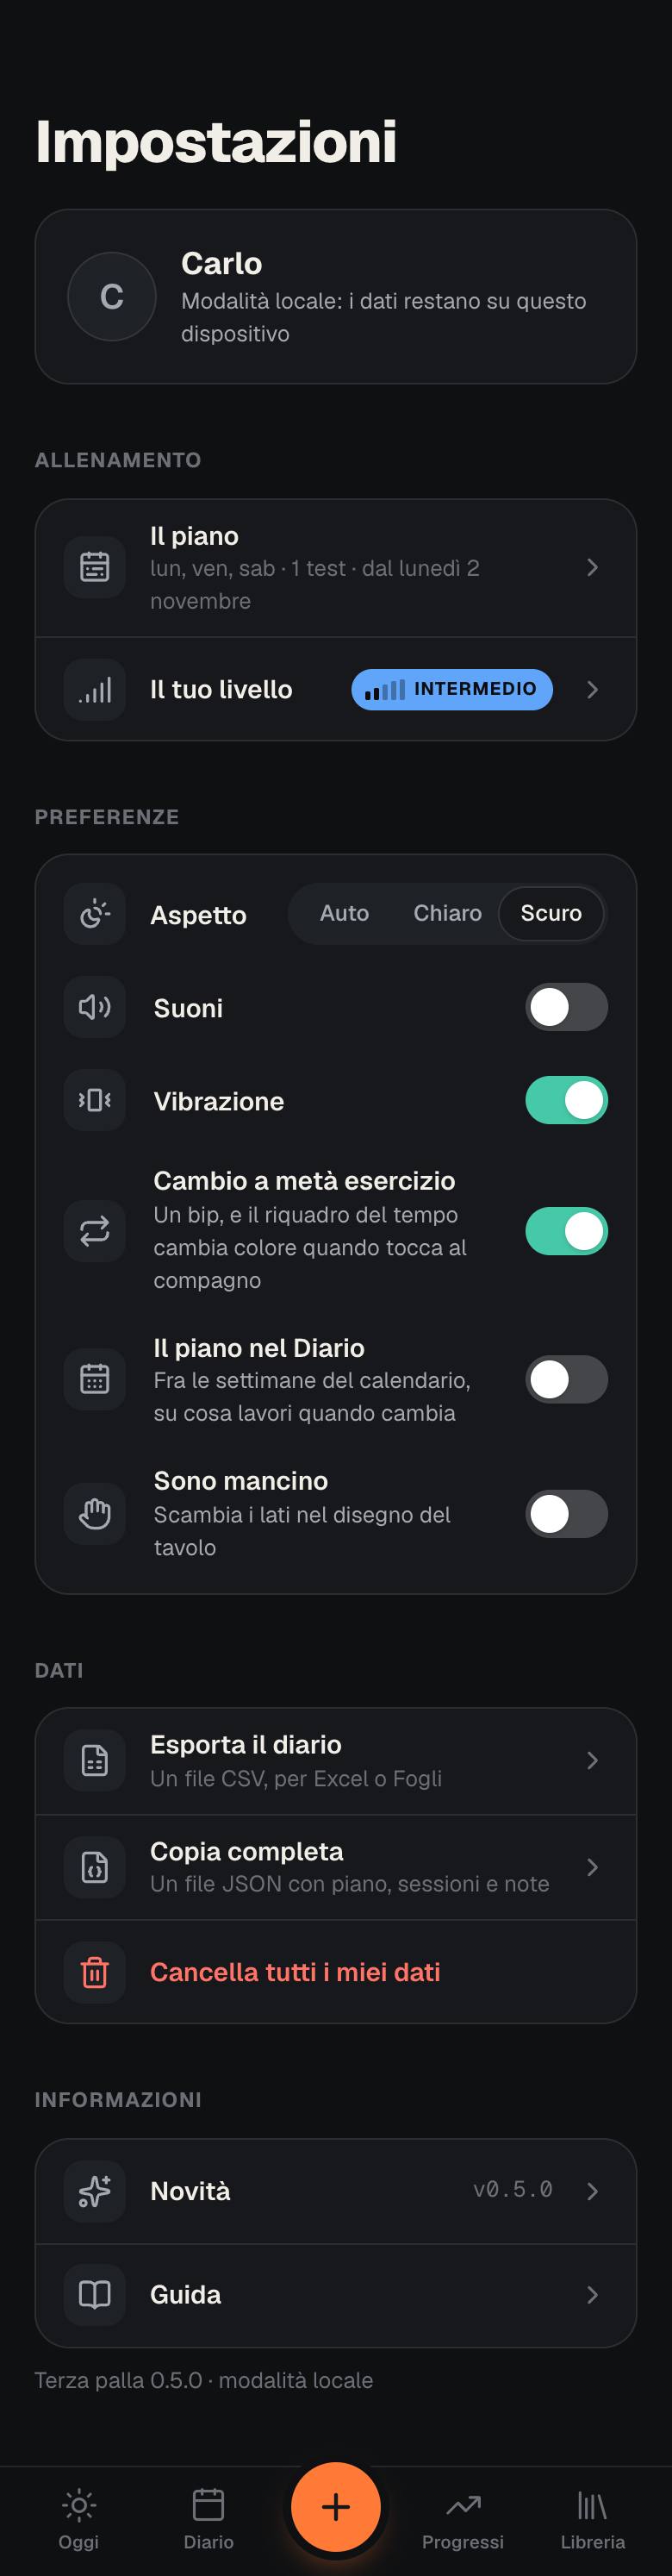 Impostazioni
C
Carlo
Modalità locale: i dati restano su questo
dispositivo
ALLENAMENTO
Il piano
lun, ven, sab · 1 test · dal lunedì 2
novembre
Il tuo livello
INTERMEDIO
PREFERENZE
Aspetto
Auto
Chiaro
Scuro
Suoni
Vibrazione
Cambio a metà esercizio
Un bip, e il riquadro del tempo
cambia colore quando tocca al
compagno
Il piano nel Diario
Fra le settimane del calendario,
su cosa lavori quando cambia
Sono mancino
Scambia i lati nel disegno del
tavolo
DATI
Esporta il diario
Un file CSV, per Excel o Fogli
Copia completa
Un file JSON con piano, sessioni e note
Cancella tutti i miei dati
INFORMAZIONI
Novità
v0.5.0
Guida
Terza palla 0.5.0 · modalità locale
Oggi
Diario
Progressi
Libreria